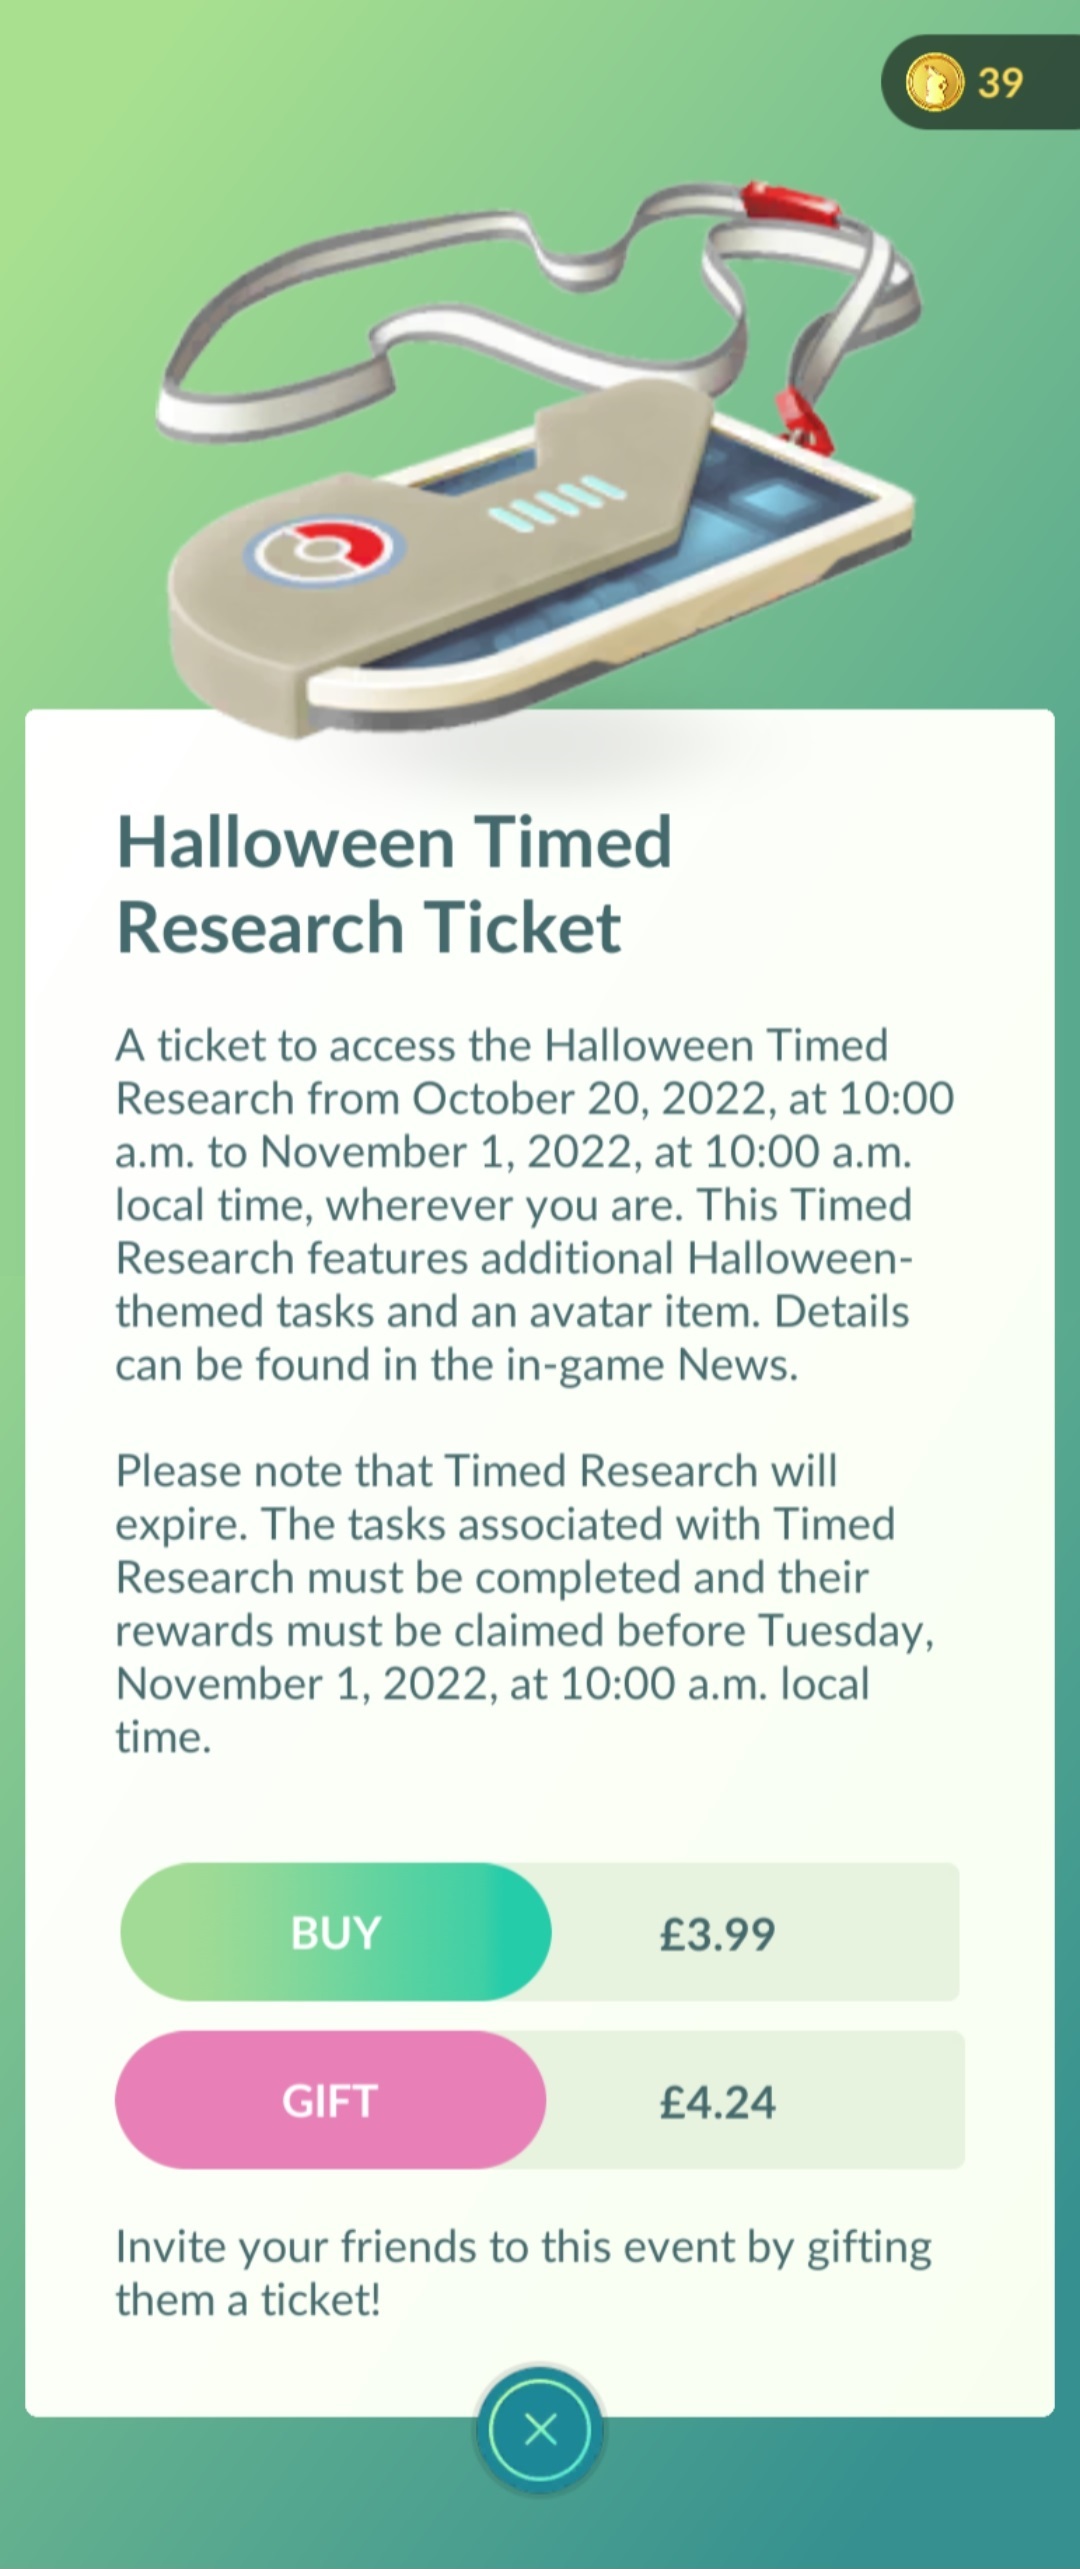 39
Halloween Timed
Research Ticket
A ticket to access the Halloween Timed
Research from October 20, 2022, at 10:00
a.m. to November 1, 2022, at 10:00 a.m.
local time, wherever you are. This Timed
Research features additional Halloween-
themed tasks and an avatar item. Details
can be found in the in-game News.
Please note that Timed Research will
expire. The tasks associated with Timed
Research must be completed and their
rewards must be claimed before Tuesday,
November 1, 2022, at 10:00 a.m. local
time.
BUY £3.99
GIFT £4.24
Invite your friends to this event by gifting
them a ticket!